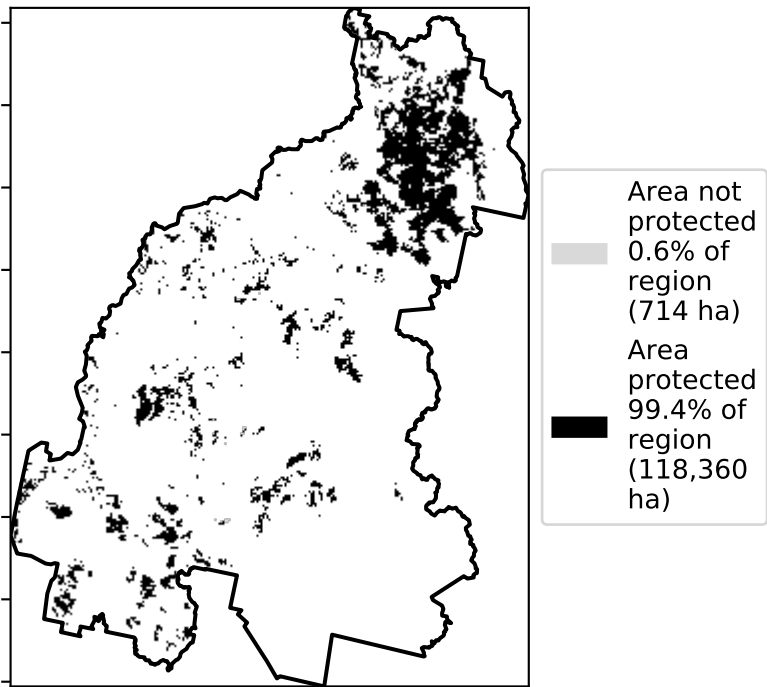 Area not
protected
0.6% of
region
(714 ha)
Area
protected
99.4% of
region
(118,360
ha)